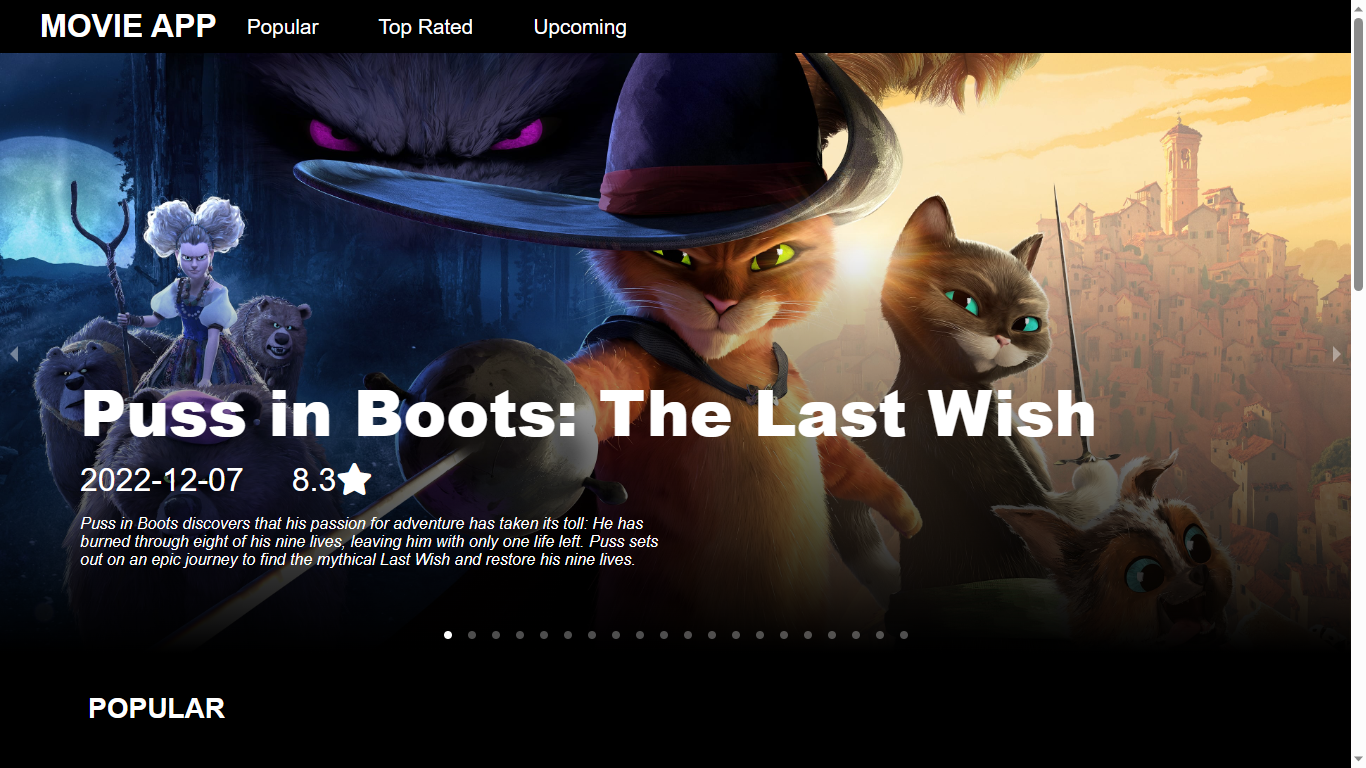 MOVIE APP Popular Top Rated Upcoming
Puss in Boots: The Last Wish
2022-12-07 8.3
Puss in Boots discovers that his passion for adventure has taken its toll: He has
burned through eight of his nine lives, leaving him with only one life left. Puss sets
out on an epic journey to find the mythical Last Wish and restore his nine lives.
POPULAR